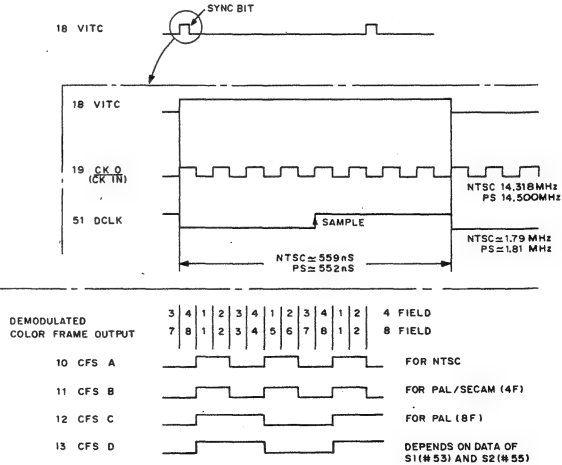 SYNC BIT
18 VITC
18 VITC
19 CK O
(CK IN)
NTSC 14.318MHz
PS 14.500MHz
51 DCLK
SAMPLE
NTSC≃1.79 MHz
PS≃1.81 MHz
NTSC≃559nS
PS≃552nS
DEMODULATED
COLOR FRAME OUTPUT
3 4 1 2 3 4 1 2 3 4 1 2 4 FIELD
7 8 1 2 3 4 5 6 7 8 1 2 8 FIELD
10 CFS A FOR NTSC
11 CFS B FOR PAL/SECAM (4F)
12 CFS C FOR PAL (8F)
13 CFS D DEPENDS ON DATA OF
S1(#53) AND S2(#55)